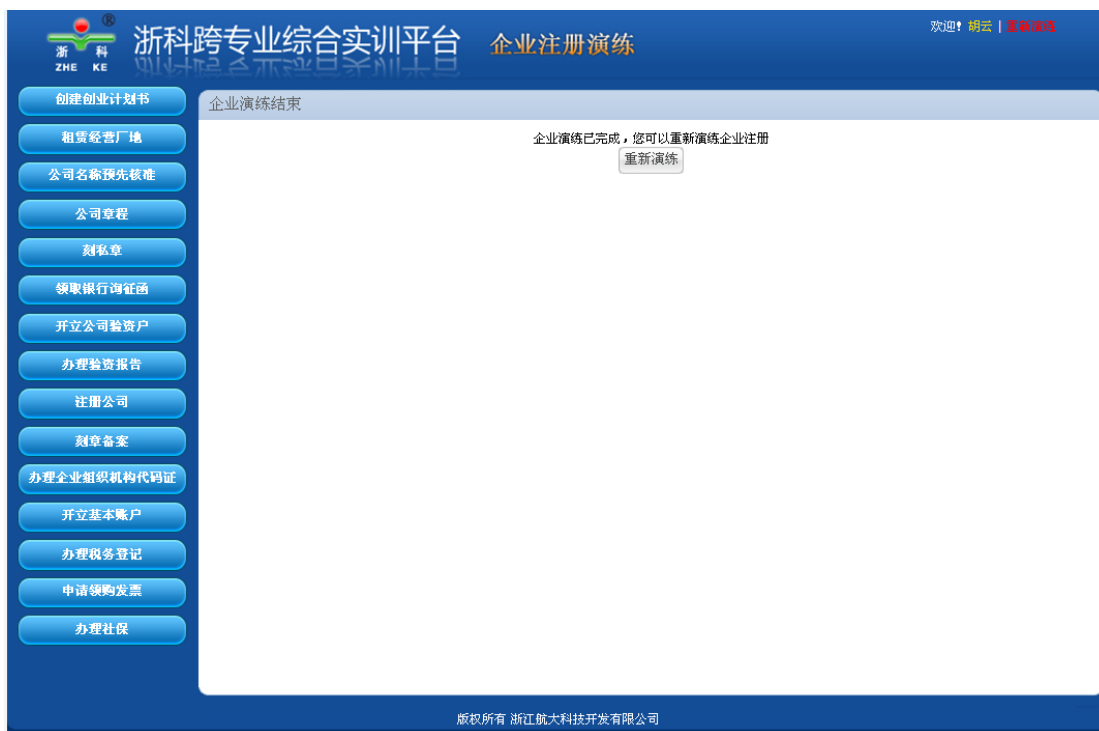 浙 科 ®
ZHE KE
浙科跨专业综合实训平台 企业注册演练
欢迎! 胡云 | 重新演练
创建创业计划书
租赁经营厂地
公司名称预先核准
公司章程
刻私章
领取银行询征函
开立公司验资户
办理验资报告
注册公司
刻章备案
办理企业组织机构代码证
开立基本账户
办理税务登记
申请领购发票
办理社保
企业演练结束
企业演练已完成，您可以重新演练企业注册
重新演练
版权所有 浙江航大科技开发有限公司